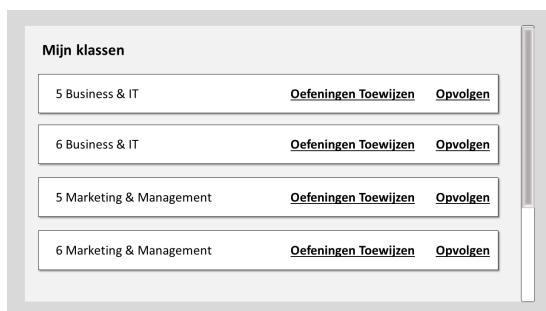 Mijn klassen
5 Business & IT Oefeningen Toewijzen Opvolgen
6 Business & IT Oefeningen Toewijzen Opvolgen
5 Marketing & Management Oefeningen Toewijzen Opvolgen
6 Marketing & Management Oefeningen Toewijzen Opvolgen